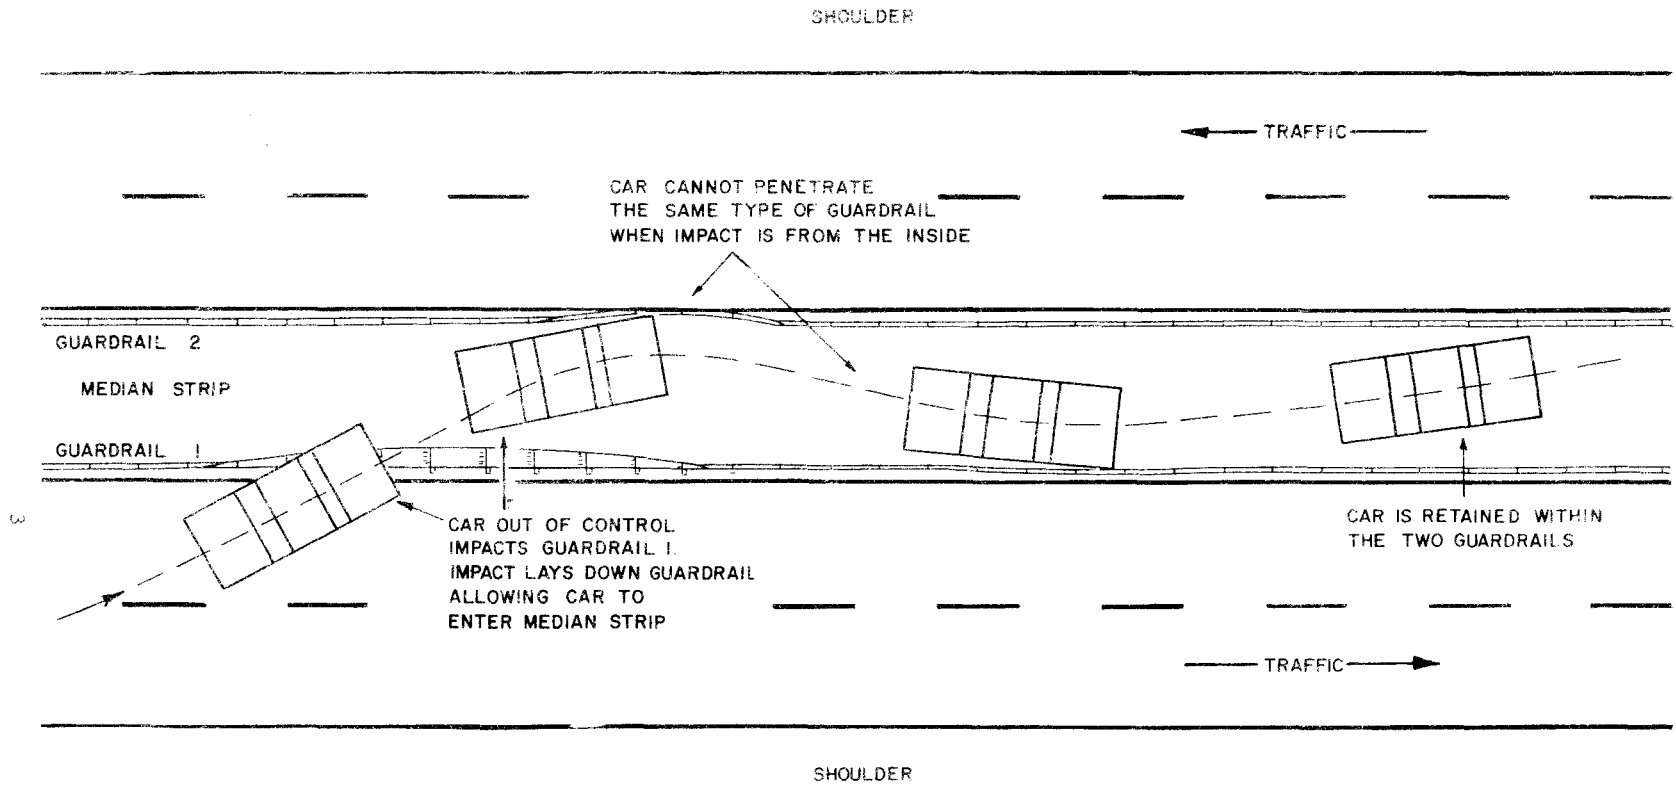 SHOULDER
TRAFFIC
CAR CANNOT PENETRATE
THE SAME TYPE OF GUARDRAIL
WHEN IMPACT IS FROM THE INSIDE
GUARDRAIL 2
MEDIAN STRIP
GUARDRAIL 1
CAR OUT OF CONTROL
IMPACTS GUARDRAIL 1.
IMPACT LAYS DOWN GUARDRAIL
ALLOWING CAR TO
ENTER MEDIAN STRIP
CAR IS RETAINED WITHIN
THE TWO GUARDRAILS
3
TRAFFIC
SHOULDER